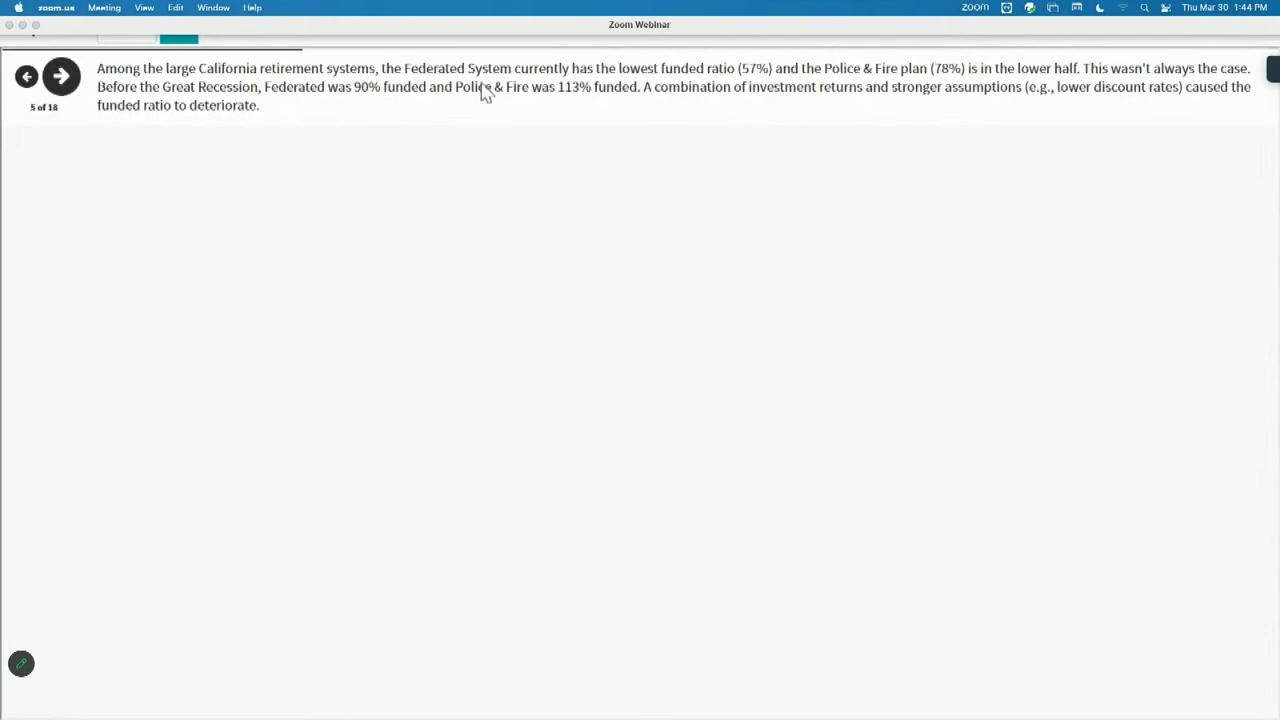 zoom.us Meeting View Edit Window Help zoom Thu Mar 30 1:44 PM
Zoom Webinar
Among the large California retirement systems, the Federated System currently has the lowest funded ratio (57%) and the Police & Fire plan (78%) is in the lower half. This wasn't always the case.
Before the Great Recession, Federated was 90% funded and Police & Fire was 113% funded. A combination of investment returns and stronger assumptions (e.g., lower discount rates) caused the
funded ratio to deteriorate.
5 of 18